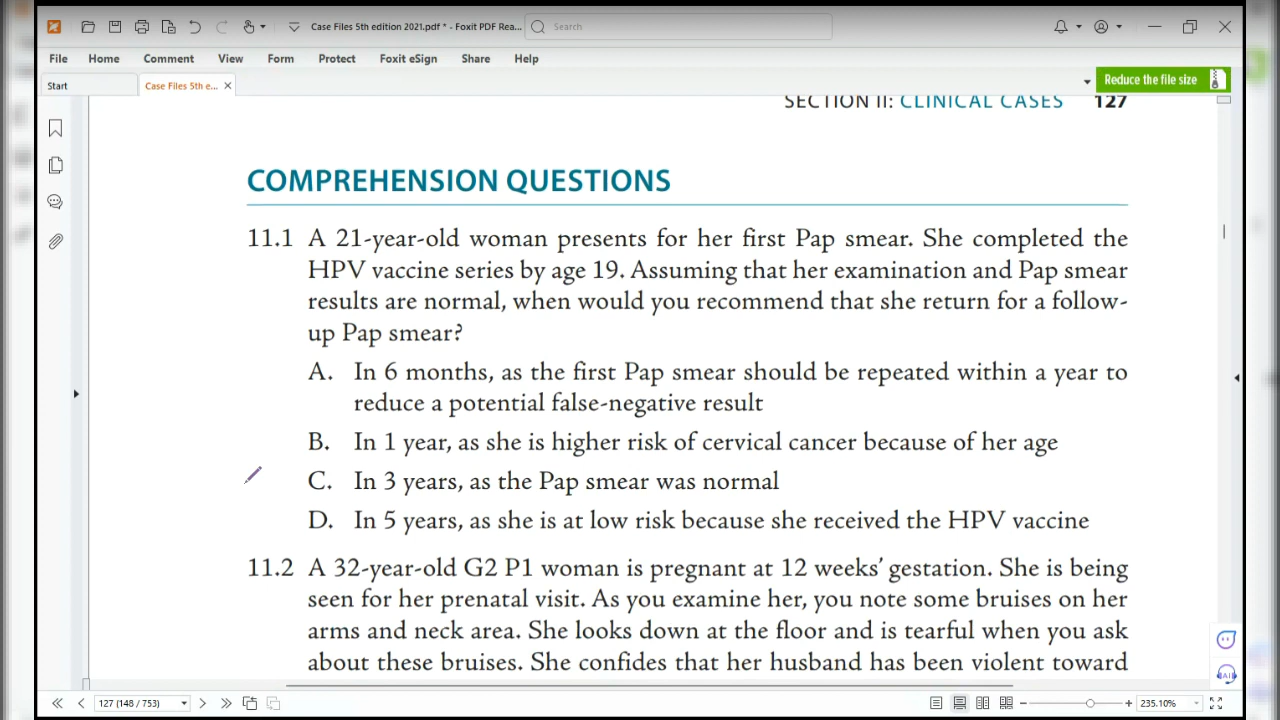 Case Files 5th edition 2021.pdf * - Foxit PDF Rea...
Search
File Home Comment View Form Protect Foxit eSign Share Help
Start
Case Files 5th e...
Reduce the file size
SECTION II: CLINICAL CASES 127
COMPREHENSION QUESTIONS
11.1 A 21-year-old woman presents for her first Pap smear. She completed the
HPV vaccine series by age 19. Assuming that her examination and Pap smear
results are normal, when would you recommend that she return for a follow-
up Pap smear?
A. In 6 months, as the first Pap smear should be repeated within a year to
reduce a potential false-negative result
B. In 1 year, as she is higher risk of cervical cancer because of her age
C. In 3 years, as the Pap smear was normal
D. In 5 years, as she is at low risk because she received the HPV vaccine
11.2 A 32-year-old G2 P1 woman is pregnant at 12 weeks' gestation. She is being
seen for her prenatal visit. As you examine her, you note some bruises on her
arms and neck area. She looks down at the floor and is tearful when you ask
about these bruises. She confides that her husband has been violent toward
127 (148 / 753)
235.10%